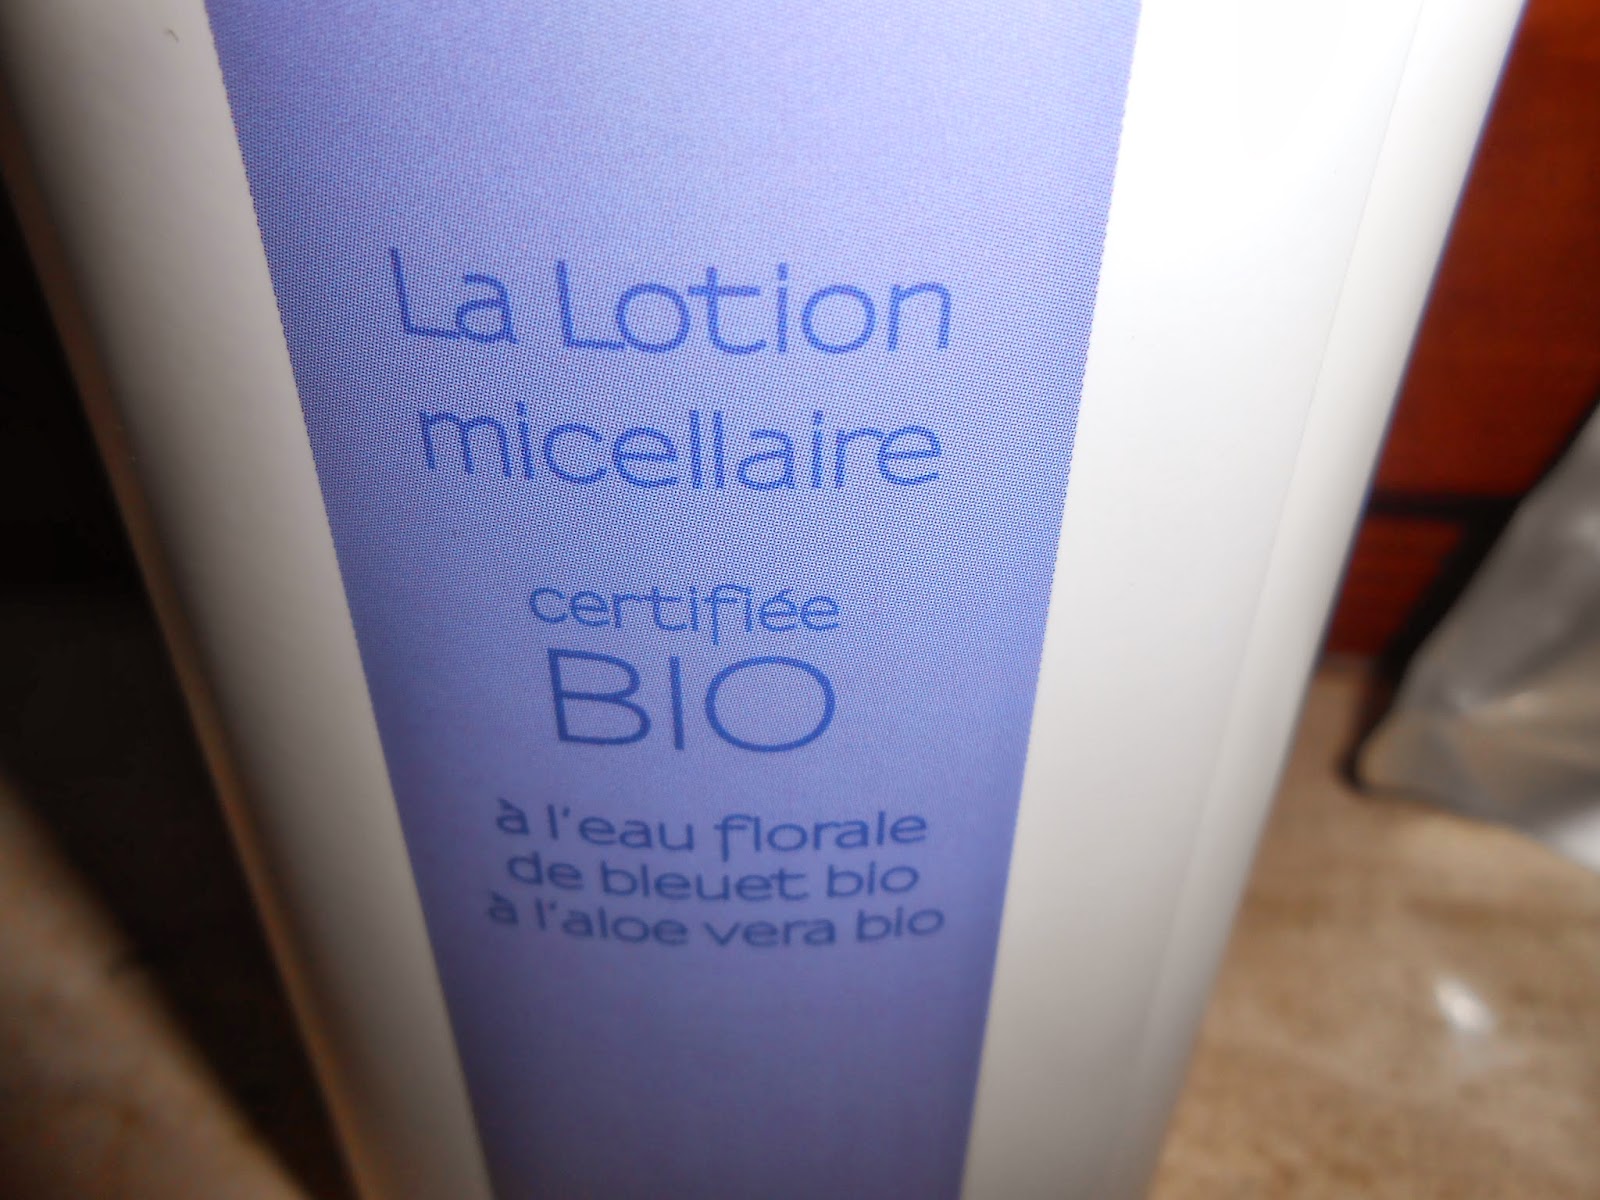 La Lotion
micellaire
certifiée
BIO
à l'eau florale
de bleuet bio
à l'aloe vera bio